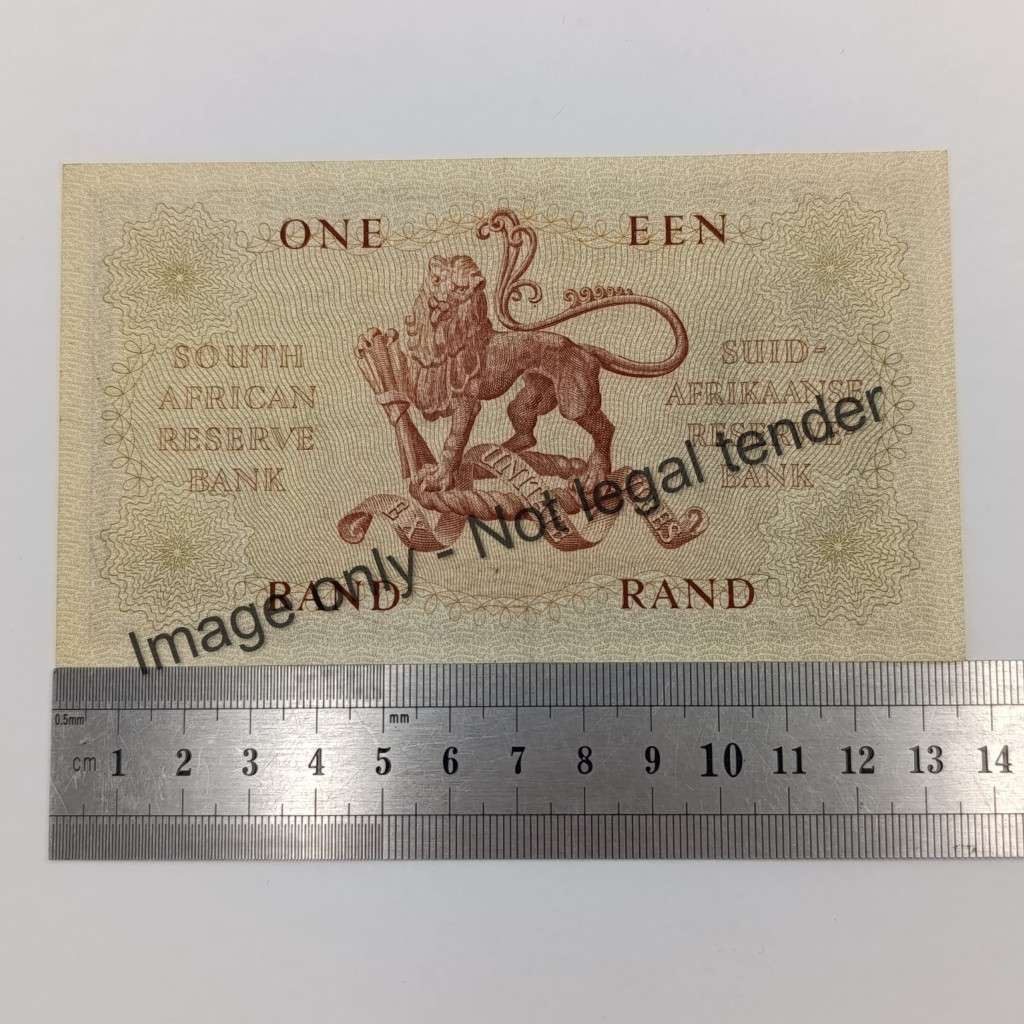 ONE EEN
SOUTH
AFRICAN
RESERVE
BANK
SUID-
AFRIKAANSE
RESERWE
BANK
RAND RAND
Image only - Not legal tender
0.5mm mm
cm 1 2 3 4 5 6 7 8 9 10 11 12 13 14